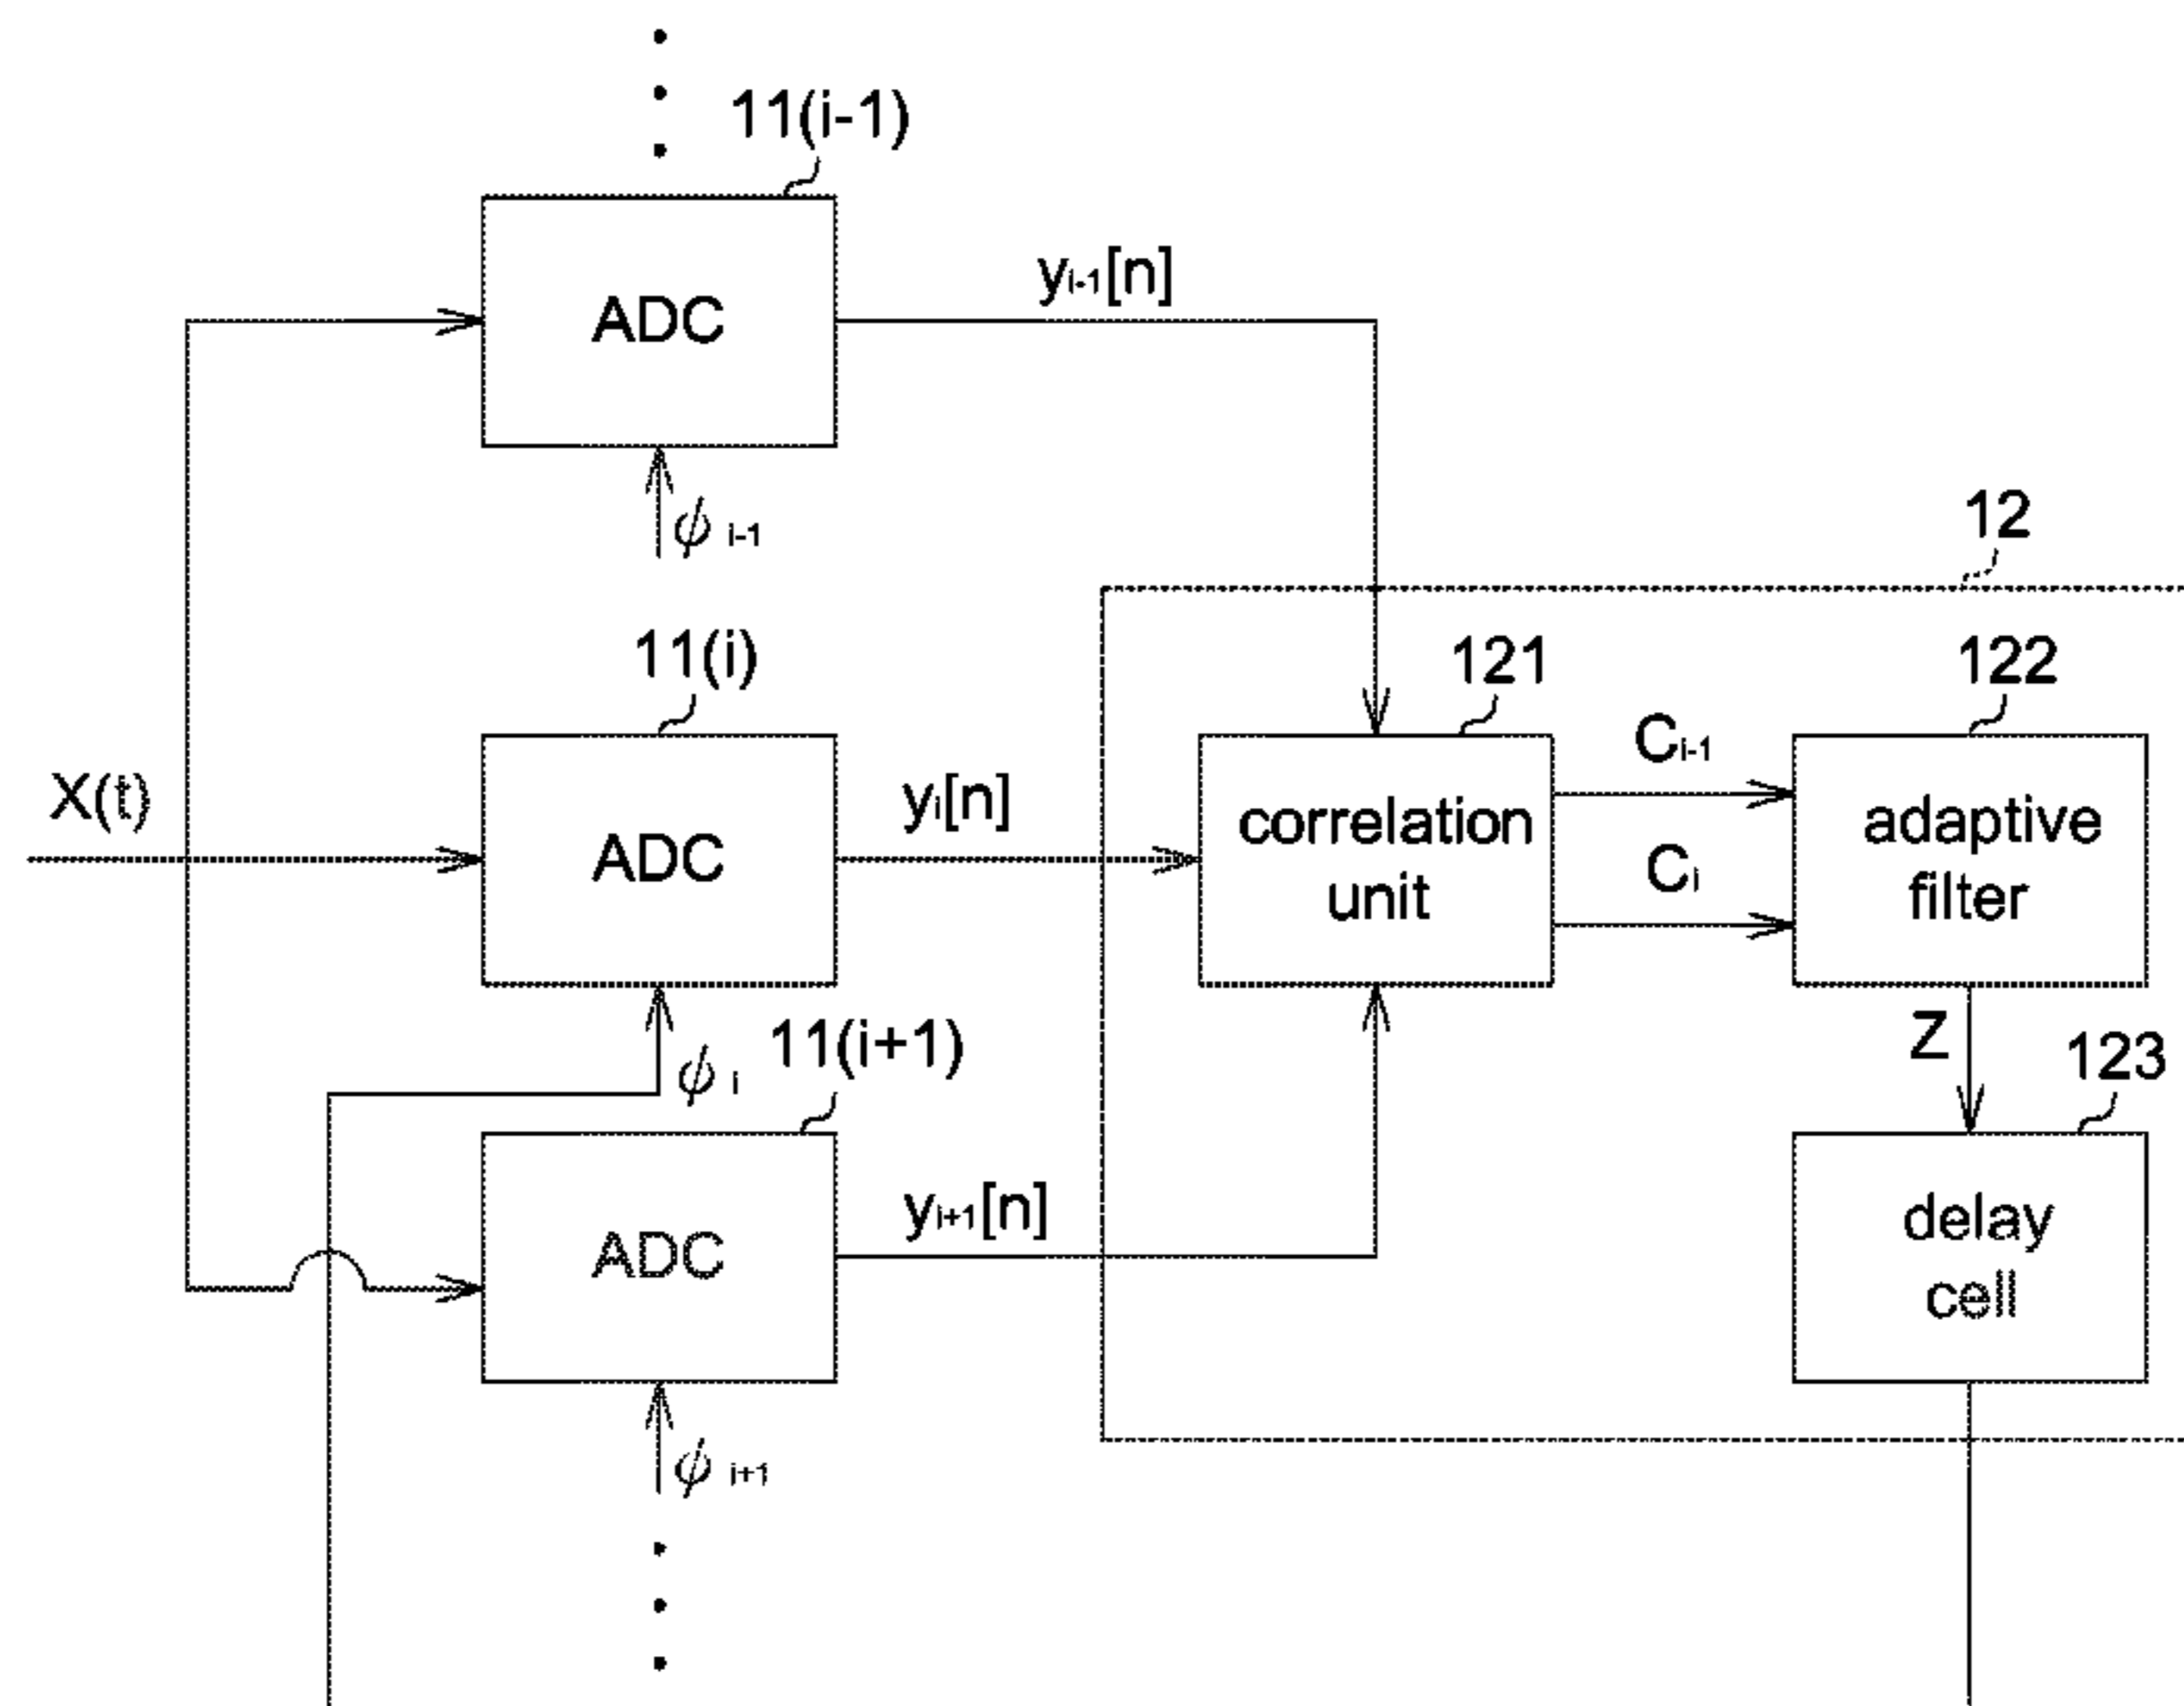 11(i-1)
ADC
yi-1[n]
ϕ i-1
12
11(i)
121
122
X(t)
ADC
yi[n]
correlation
unit
Ci-1
Ci
adaptive
filter
ϕ i
11(i+1)
Z
123
ADC
yi+1[n]
delay
cell
ϕ i+1